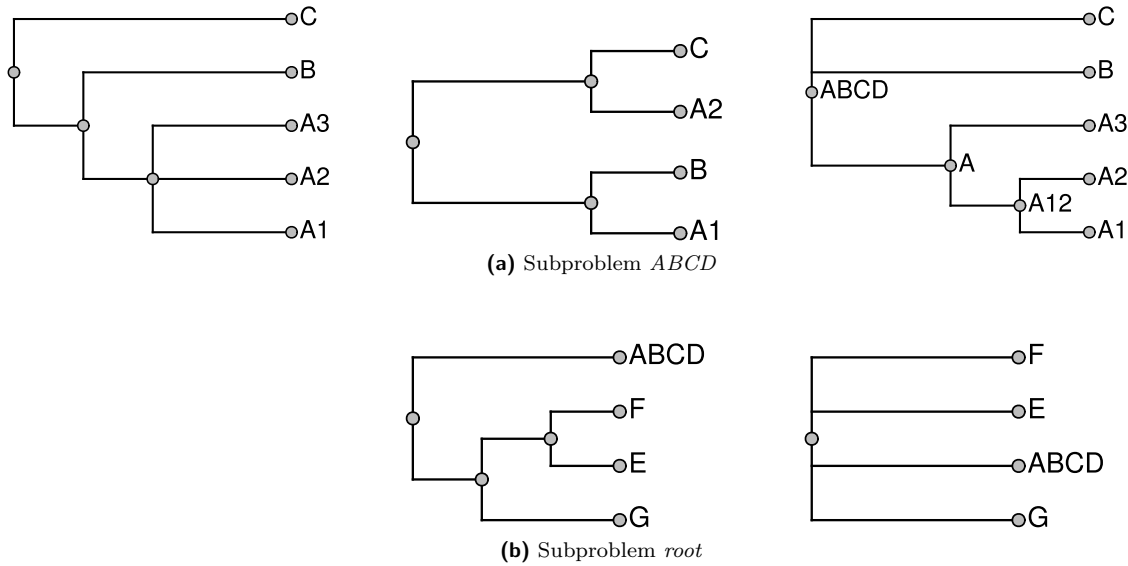 C
B
A3
A2
A1
C
A2
B
A1
C
B
ABCD
A3
A
A2
A12
A1
(a) Subproblem ABCD
ABCD
F
E
G
F
E
ABCD
G
(b) Subproblem root